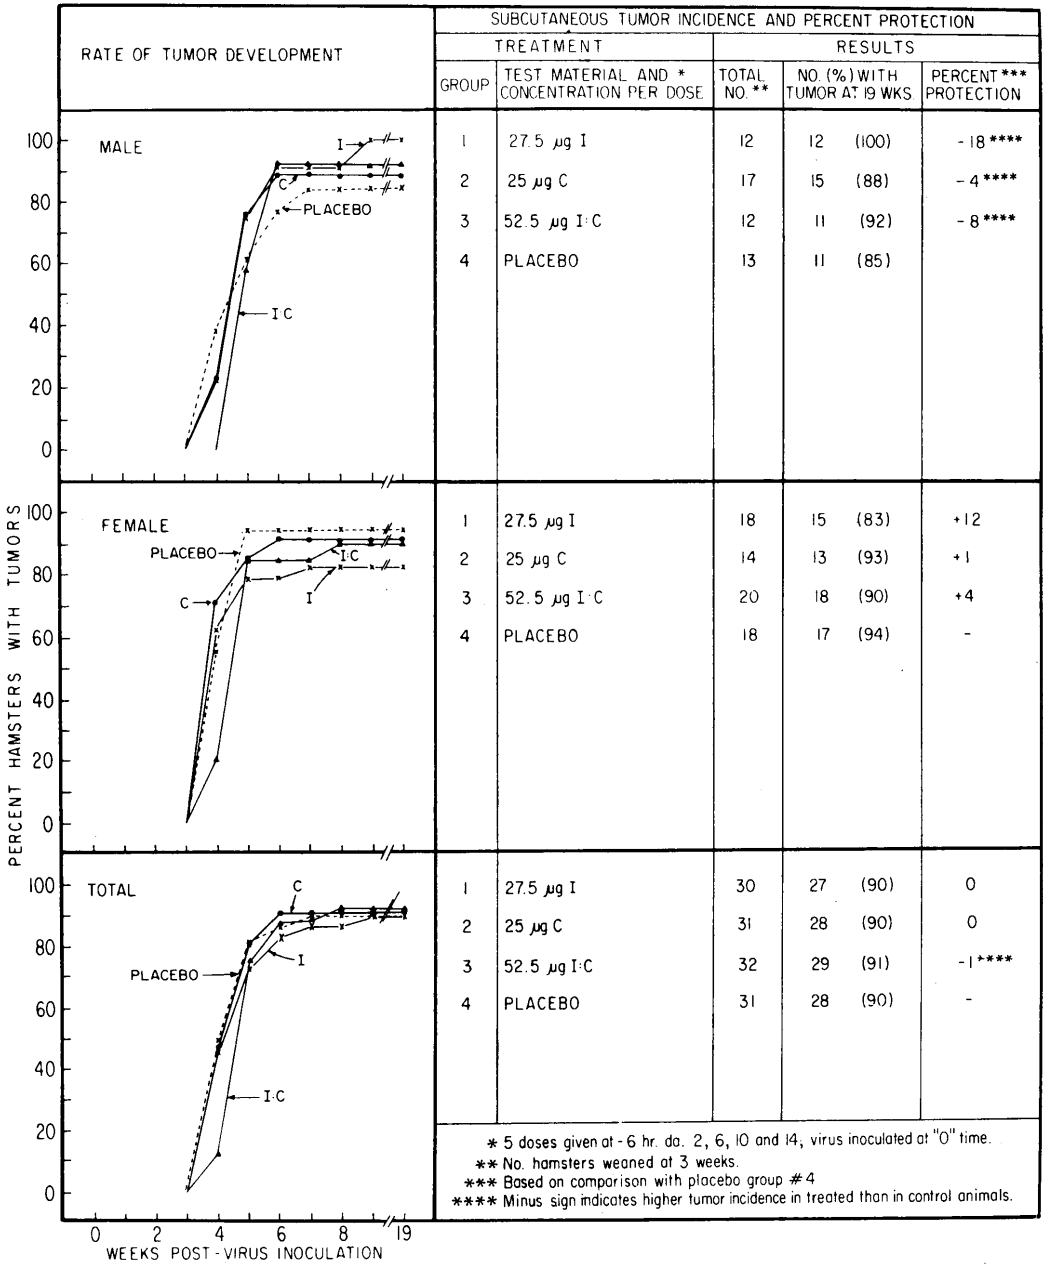 RATE OF TUMOR DEVELOPMENT
SUBCUTANEOUS TUMOR INCIDENCE AND PERCENT PROTECTION
TREATMENT RESULTS
GROUP TEST MATERIAL AND * CONCENTRATION PER DOSE TOTAL NO. ** NO. (%) WITH TUMOR AT 19 WKS. PERCENT *** PROTECTION
PERCENT HAMSTERS WITH TUMORS
MALE
100
80
60
40
20
0
I
C
PLACEBO
I:C
1 27.5 µg I 12 12 (100) -18 ****
2 25 µg C 17 15 (88) -4 ****
3 52.5 µg I:C 12 11 (92) -8 ****
4 PLACEBO 13 11 (85)
FEMALE
100
80
60
40
20
0
PLACEBO
I:C
C
I
1 27.5 µg I 18 15 (83) +12
2 25 µg C 14 13 (93) +1
3 52.5 µg I:C 20 18 (90) +4
4 PLACEBO 18 17 (94) -
TOTAL
100
80
60
40
20
0
C
I
PLACEBO
I:C
1 27.5 µg I 30 27 (90) 0
2 25 µg C 31 28 (90) 0
3 52.5 µg I:C 32 29 (91) -1 ****
4 PLACEBO 31 28 (90) -
0 2 4 6 8 19
WEEKS POST-VIRUS INOCULATION
* 5 doses given at -6 hr. da. 2, 6, 10 and 14; virus inoculated at "0" time.
** No. hamsters weaned at 3 weeks.
*** Based on comparison with placebo group #4
**** Minus sign indicates higher tumor incidence in treated than in control animals.